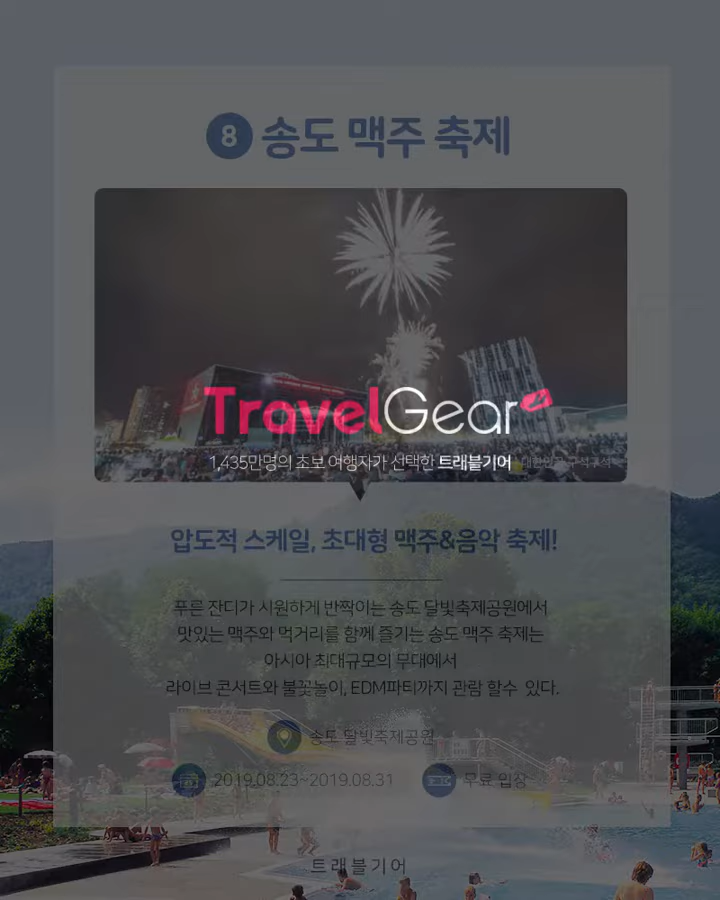 8 송도 맥주 축제
TravelGear
1,435만명의 초보 여행자가 선택한 트래블기어
압도적 스케일, 초대형 맥주&음악 축제!
푸른 잔디가 시원하게 반짝이는 송도 달빛축제공원에서
맛있는 맥주와 먹거리를 함께 즐기는 송도 맥주 축제는
아시아 최대규모의 무대에서
라이브 콘서트와 불꽃놀이, EDM파티까지 관람 할수 있다.
송도 달빛축제공원
2019.08.23~2019.08.31 무료 입장
트래블기어